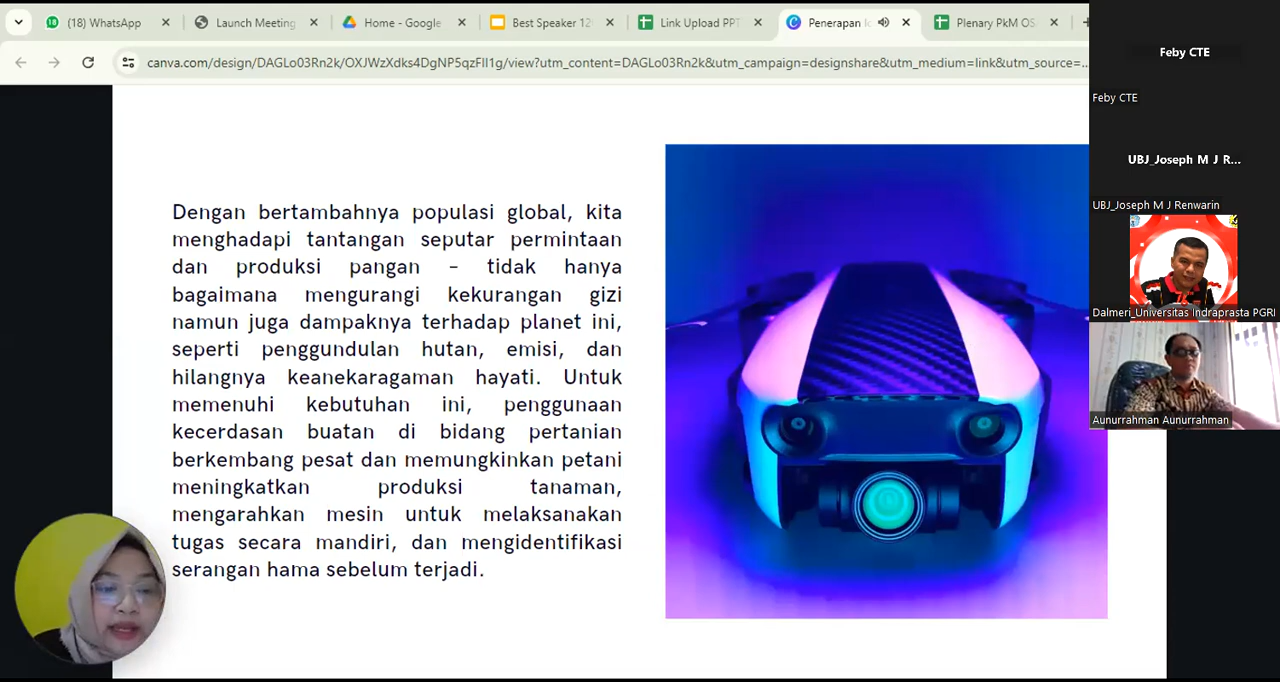 (18) WhatsApp
Launch Meeting
Home - Google
Best Speaker 12
Link Upload PPT
Penerapan Io
Plenary PkM OS
canva.com/design/DAGLo03Rn2k/OXJWzXdks4DgNP5qzFII1g/view?utm_content=DAGLo03Rn2k&utm_campaign=designshare&utm_medium=link&utm_source=...
Dengan bertambahnya populasi global, kita
menghadapi tantangan seputar permintaan
dan produksi pangan – tidak hanya
bagaimana mengurangi kekurangan gizi
namun juga dampaknya terhadap planet ini,
seperti penggundulan hutan, emisi, dan
hilangnya keanekaragaman hayati. Untuk
memenuhi kebutuhan ini, penggunaan
kecerdasan buatan di bidang pertanian
berkembang pesat dan memungkinkan petani
meningkatkan produksi tanaman,
mengarahkan mesin untuk melaksanakan
tugas secara mandiri, dan mengidentifikasi
serangan hama sebelum terjadi.
Feby CTE
Feby CTE
UBJ_Joseph M J R...
UBJ_Joseph M J Renwarin
Dalmeri_Universitas Indraprasta PGRI
Aunurrahman Aunurrahman